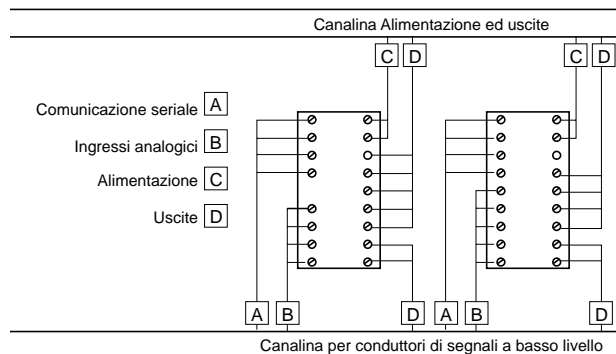 Canalina Alimentazione ed uscite
C D C D
Comunicazione seriale A
Ingressi analogici B
Alimentazione C
Uscite D
A B D A B D
Canalina per conduttori di segnali a basso livello